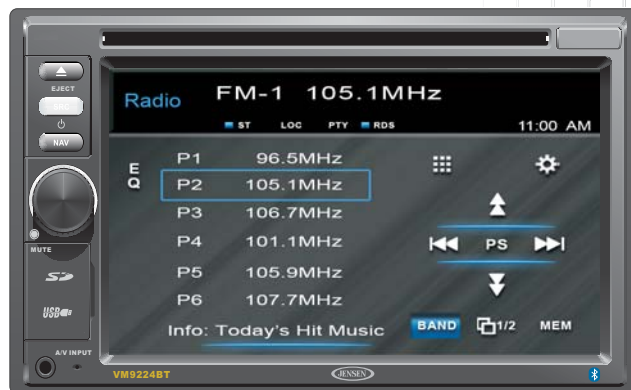 EJECT
SRC
NAV
MUTE
USB
A/V INPUT
Radio
FM-1 105.1MHz
ST LOC PTY RDS
11:00 AM
EQ
P1 96.5MHz
P2 105.1MHz
P3 106.7MHz
P4 101.1MHz
P5 105.9MHz
P6 107.7MHz
Info: Today's Hit Music
PS
BAND 1/2 MEM
VM9224BT
JENSEN